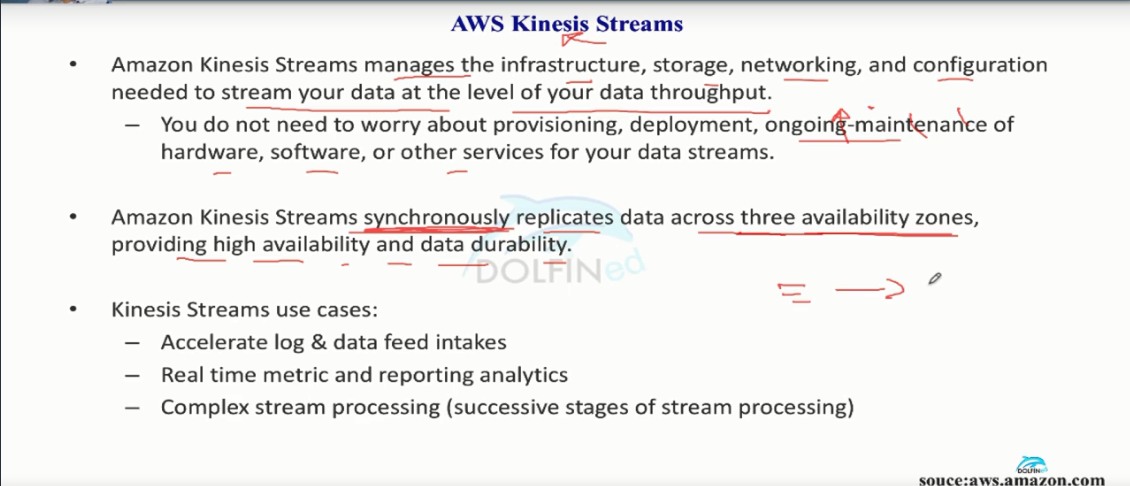 AWS Kinesis Streams
• Amazon Kinesis Streams manages the infrastructure, storage, networking, and configuration
needed to stream your data at the level of your data throughput.
– You do not need to worry about provisioning, deployment, ongoing-maintenance of
hardware, software, or other services for your data streams.
• Amazon Kinesis Streams synchronously replicates data across three availability zones,
providing high availability and data durability.
DOLFINed
• Kinesis Streams use cases:
– Accelerate log & data feed intakes
– Real time metric and reporting analytics
– Complex stream processing (successive stages of stream processing)
DOLFINed
souce:aws.amazon.com